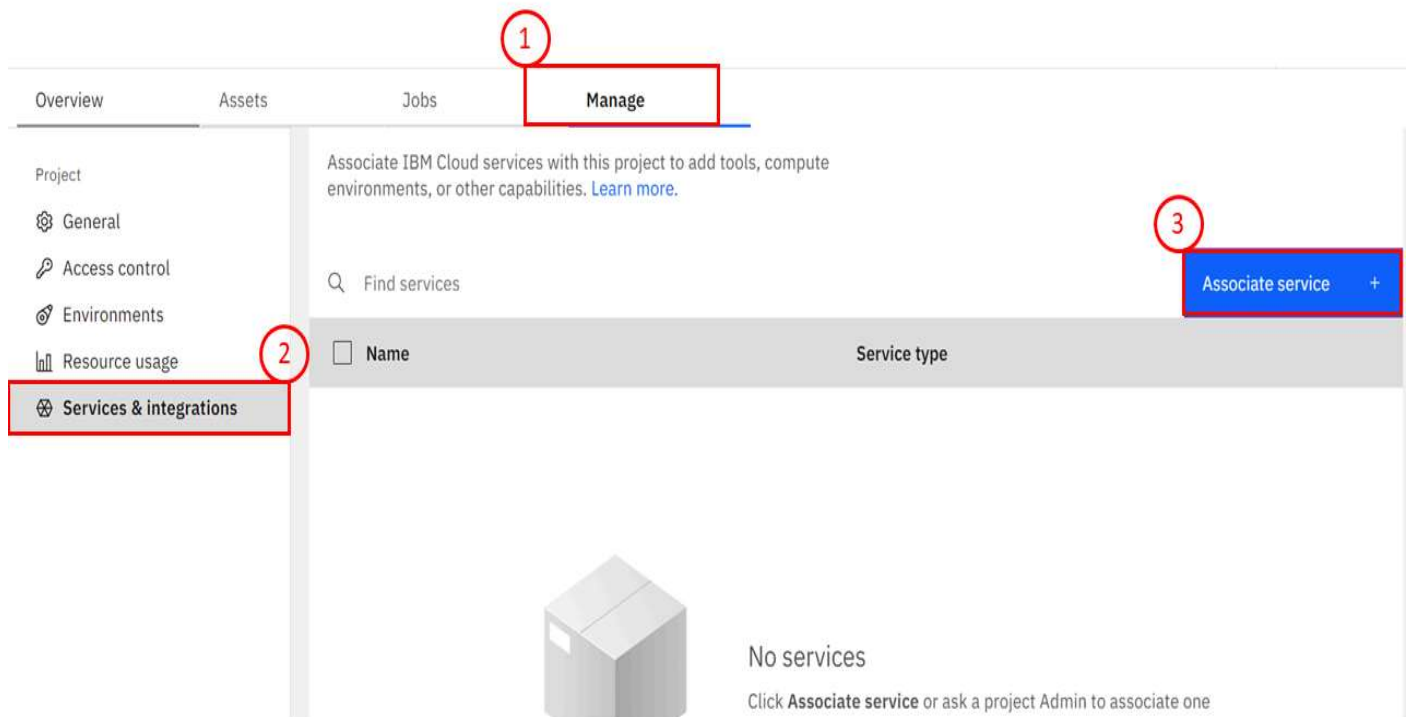 1
Overview Assets Jobs Manage
Project
General
Access control
Environments
Resource usage
2
Services & integrations
Associate IBM Cloud services with this project to add tools, compute
environments, or other capabilities. Learn more.
3
Find services
Associate service +
Name Service type
No services
Click Associate service or ask a project Admin to associate one